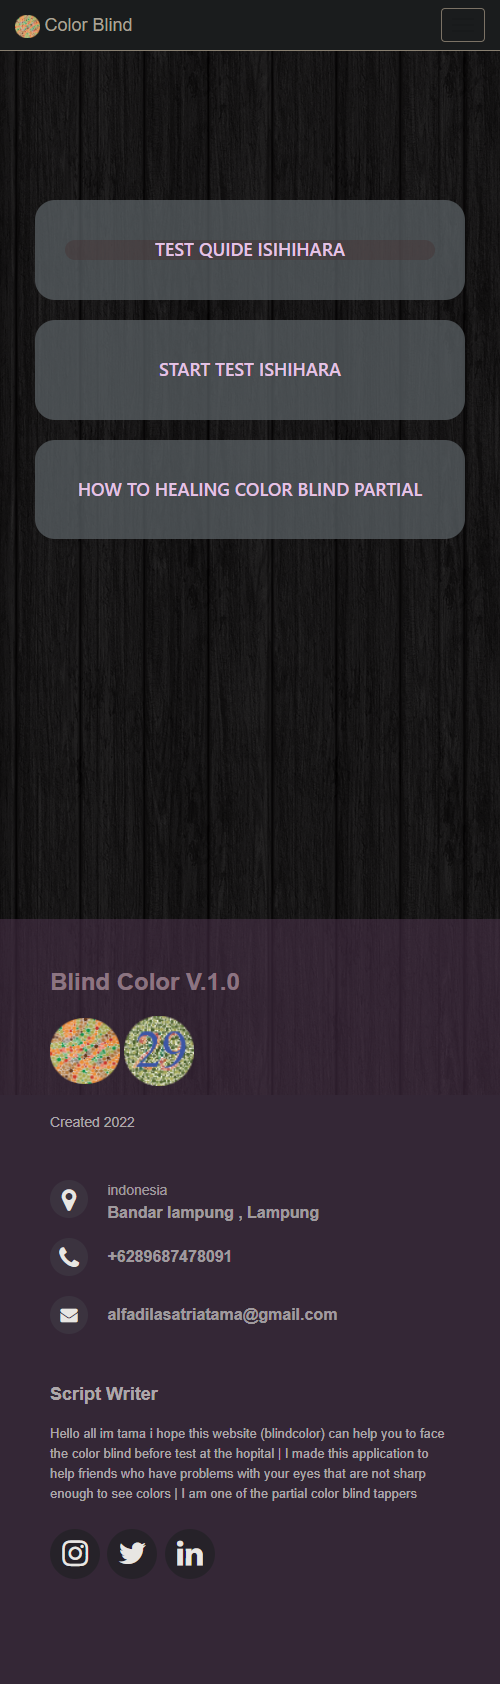 Color Blind
TEST QUIDE ISIHIHARA
START TEST ISHIHARA
HOW TO HEALING COLOR BLIND PARTIAL
Blind Color V.1.0
29
Created 2022
indonesia
Bandar lampung , Lampung
+6289687478091
alfadilasatriatama@gmail.com
Script Writer
Hello all im tama i hope this website (blindcolor) can help you to face
the color blind before test at the hopital | I made this application to
help friends who have problems with your eyes that are not sharp
enough to see colors | I am one of the partial color blind tappers